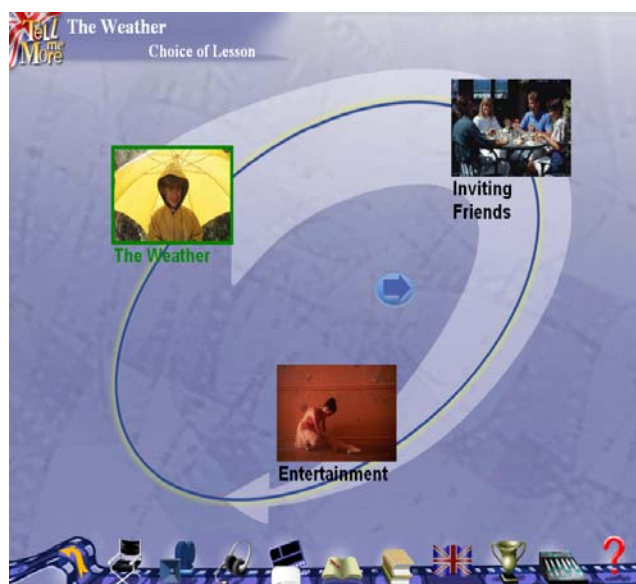 TELL
me
MORE
The Weather
Choice of Lesson
Inviting
Friends
The Weather
Entertainment
?